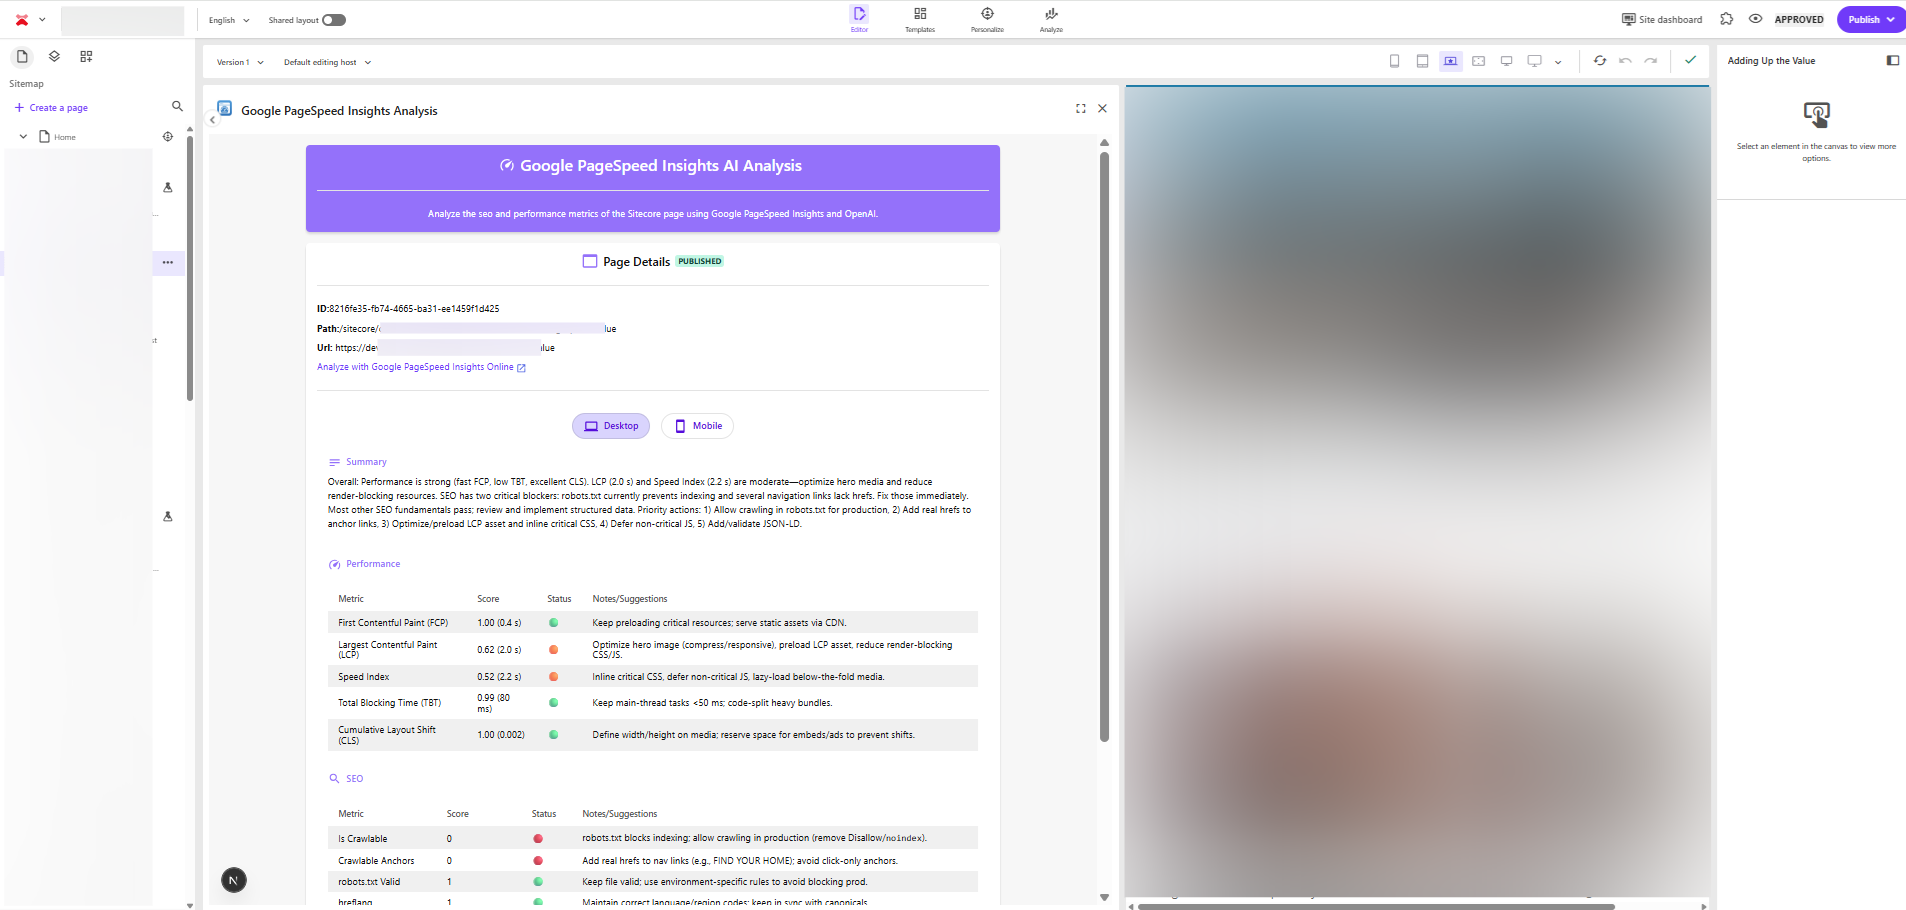 English
Shared layout
Editor
Templates
Personalize
Analyze
Site dashboard
APPROVED
Publish
Sitemap
Create a page
Home
Version 1
Default editing host
Adding Up the Value
Select an element in the canvas to view more
options.
Google PageSpeed Insights Analysis
Google PageSpeed Insights AI Analysis
Analyze the seo and performance metrics of the Sitecore page using Google PageSpeed Insights and OpenAI.
Page Details PUBLISHED
ID:8216fe35-fb74-4665-ba31-ee1459f1d425
Path:/sitecore/ lue
Url: https://de alue
Analyze with Google PageSpeed Insights Online
Desktop
Mobile
Summary
Overall: Performance is strong (fast FCP, low TBT, excellent CLS). LCP (2.0 s) and Speed Index (2.2 s) are moderate—optimize hero media and reduce
render-blocking resources. SEO has two critical blockers: robots.txt currently prevents indexing and several navigation links lack hrefs. Fix those immediately.
Most other SEO fundamentals pass; review and implement structured data. Priority actions: 1) Allow crawling in robots.txt for production, 2) Add real hrefs to
anchor links, 3) Optimize/preload LCP asset and inline critical CSS, 4) Defer non-critical JS, 5) Add/validate JSON-LD.
Performance
Metric Score Status Notes/Suggestions
First Contentful Paint (FCP) 1.00 (0.4 s) Keep preloading critical resources; serve static assets via CDN.
Largest Contentful Paint
(LCP) 0.62 (2.0 s) Optimize hero image (compress/responsive), preload LCP asset, reduce render-blocking
CSS/JS.
Speed Index 0.52 (2.2 s) Inline critical CSS, defer non-critical JS, lazy-load below-the-fold media.
Total Blocking Time (TBT) 0.99 (80
ms) Keep main-thread tasks <50 ms; code-split heavy bundles.
Cumulative Layout Shift
(CLS) 1.00 (0.002) Define width/height on media; reserve space for embeds/ads to prevent shifts.
SEO
Metric Score Status Notes/Suggestions
Is Crawlable 0 robots.txt blocks indexing; allow crawling in production (remove Disallow/noindex).
Crawlable Anchors 0 Add real hrefs to nav links (e.g., FIND YOUR HOME); avoid click-only anchors.
robots.txt Valid 1 Keep file valid; use environment-specific rules to avoid blocking prod.
hreflang 1 Maintain correct language/region codes; keep in sync with canonicals.
N